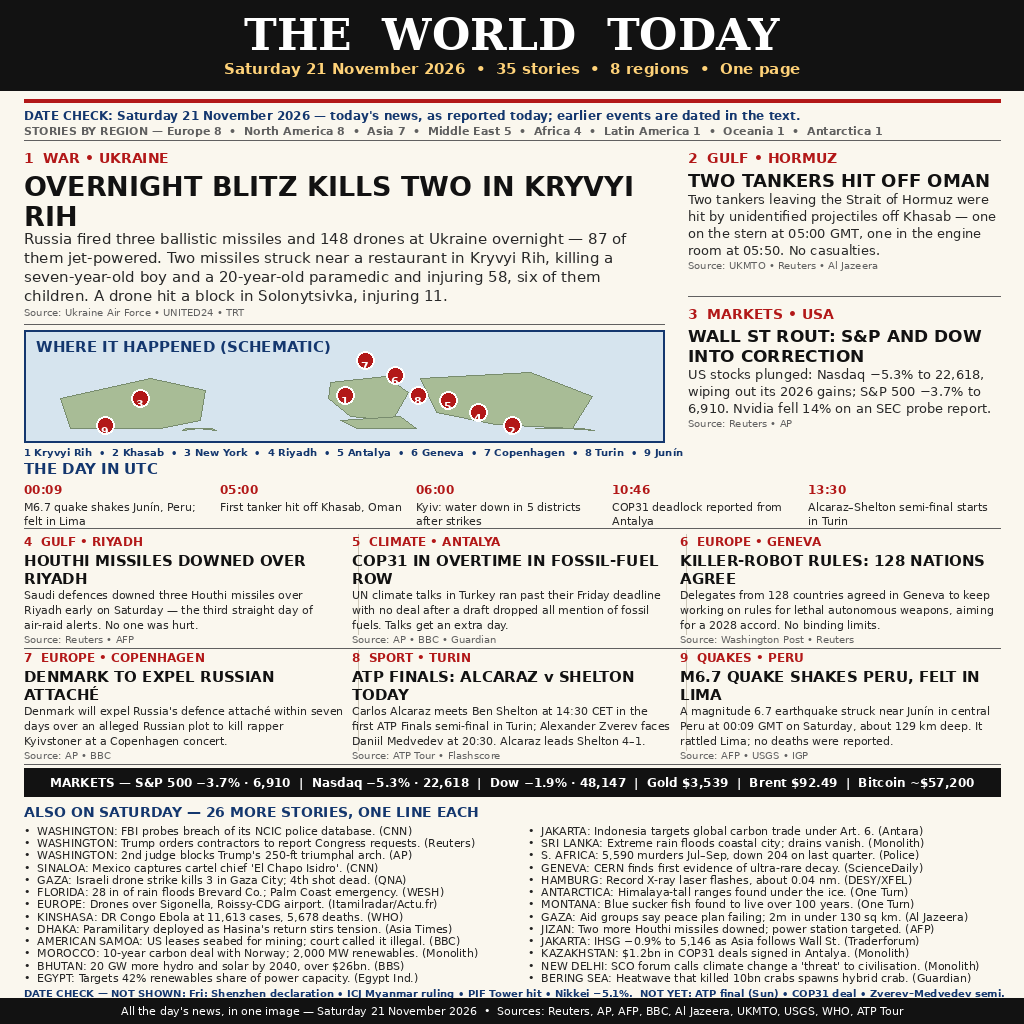 THE WORLD TODAY
Saturday 21 November 2026 • 35 stories • 8 regions • One page
DATE CHECK: Saturday 21 November 2026 — today's news, as reported today; earlier events are dated in the text.
STORIES BY REGION — Europe 8 • North America 8 • Asia 7 • Middle East 5 • Africa 4 • Latin America 1 • Oceania 1 • Antarctica 1
1 WAR • UKRAINE
OVERNIGHT BLITZ KILLS TWO IN KRYVYI
RIH
Russia fired three ballistic missiles and 148 drones at Ukraine overnight — 87 of
them jet-powered. Two missiles struck near a restaurant in Kryvyi Rih, killing a
seven-year-old boy and a 20-year-old paramedic and injuring 58, six of them
children. A drone hit a block in Solonytsivka, injuring 11.
Source: Ukraine Air Force • UNITED24 • TRT
2 GULF • HORMUZ
TWO TANKERS HIT OFF OMAN
Two tankers leaving the Strait of Hormuz were
hit by unidentified projectiles off Khasab — one
on the stern at 05:00 GMT, one in the engine
room at 05:50. No casualties.
Source: UKMTO • Reuters • Al Jazeera
3 MARKETS • USA
WALL ST ROUT: S&P AND DOW
INTO CORRECTION
US stocks plunged: Nasdaq −5.3% to 22,618,
wiping out its 2026 gains; S&P 500 −3.7% to
6,910. Nvidia fell 14% on an SEC probe report.
Source: Reuters • AP
WHERE IT HAPPENED (SCHEMATIC)
7
6
3
1
8
5
4
9
2
1 Kryvyi Rih • 2 Khasab • 3 New York • 4 Riyadh • 5 Antalya • 6 Geneva • 7 Copenhagen • 8 Turin • 9 Junín
THE DAY IN UTC
00:09
M6.7 quake shakes Junín, Peru;
felt in Lima
05:00
First tanker hit off Khasab, Oman
06:00
Kyiv: water down in 5 districts
after strikes
10:46
COP31 deadlock reported from
Antalya
13:30
Alcaraz–Shelton semi-final starts
in Turin
4 GULF • RIYADH
HOUTHI MISSILES DOWNED OVER
RIYADH
Saudi defences downed three Houthi missiles over
Riyadh early on Saturday — the third straight day of
air-raid alerts. No one was hurt.
Source: Reuters • AFP
5 CLIMATE • ANTALYA
COP31 IN OVERTIME IN FOSSIL-FUEL
ROW
UN climate talks in Turkey ran past their Friday deadline
with no deal after a draft dropped all mention of fossil
fuels. Talks get an extra day.
Source: AP • BBC • Guardian
6 EUROPE • GENEVA
KILLER-ROBOT RULES: 128 NATIONS
AGREE
Delegates from 128 countries agreed in Geneva to keep
working on rules for lethal autonomous weapons, aiming
for a 2028 accord. No binding limits.
Source: Washington Post • Reuters
7 EUROPE • COPENHAGEN
DENMARK TO EXPEL RUSSIAN
ATTACHÉ
Denmark will expel Russia's defence attaché within seven
days over an alleged Russian plot to kill rapper
Kyivstoner at a Copenhagen concert.
Source: AP • BBC
8 SPORT • TURIN
ATP FINALS: ALCARAZ v SHELTON
TODAY
Carlos Alcaraz meets Ben Shelton at 14:30 CET in the
first ATP Finals semi-final in Turin; Alexander Zverev faces
Daniil Medvedev at 20:30. Alcaraz leads Shelton 4–1.
Source: ATP Tour • Flashscore
9 QUAKES • PERU
M6.7 QUAKE SHAKES PERU, FELT IN
LIMA
A magnitude 6.7 earthquake struck near Junín in central
Peru at 00:09 GMT on Saturday, about 129 km deep. It
rattled Lima; no deaths were reported.
Source: AFP • USGS • IGP
MARKETS — S&P 500 −3.7% · 6,910 | Nasdaq −5.3% · 22,618 | Dow −1.9% · 48,147 | Gold $3,539 | Brent $92.49 | Bitcoin ~$57,200
ALSO ON SATURDAY — 26 MORE STORIES, ONE LINE EACH
• WASHINGTON: FBI probes breach of its NCIC police database. (CNN)
• WASHINGTON: Trump orders contractors to report Congress requests. (Reuters)
• WASHINGTON: 2nd judge blocks Trump's 250-ft triumphal arch. (AP)
• SINALOA: Mexico captures cartel chief 'El Chapo Isidro'. (CNN)
• GAZA: Israeli drone strike kills 3 in Gaza City; 4th shot dead. (QNA)
• FLORIDA: 28 in of rain floods Brevard Co.; Palm Coast emergency. (WESH)
• EUROPE: Drones over Sigonella, Roissy-CDG airport. (Itamilradar/Actu.fr)
• KINSHASA: DR Congo Ebola at 11,613 cases, 5,678 deaths. (WHO)
• DHAKA: Paramilitary deployed as Hasina's return stirs tension. (Asia Times)
• AMERICAN SAMOA: US leases seabed for mining; court called it illegal. (BBC)
• MOROCCO: 10-year carbon deal with Norway; 2,000 MW renewables. (Monolith)
• BHUTAN: 20 GW more hydro and solar by 2040, over $26bn. (BBS)
• EGYPT: Targets 42% renewables share of power capacity. (Egypt Ind.)
• JAKARTA: Indonesia targets global carbon trade under Art. 6. (Antara)
• SRI LANKA: Extreme rain floods coastal city; drains vanish. (Monolith)
• S. AFRICA: 5,590 murders Jul–Sep, down 204 on last quarter. (Police)
• GENEVA: CERN finds first evidence of ultra-rare decay. (ScienceDaily)
• HAMBURG: Record X-ray laser flashes, about 0.04 nm. (DESY/XFEL)
• ANTARCTICA: Himalaya-tall ranges found under the ice. (One Turn)
• MONTANA: Blue sucker fish found to live over 100 years. (One Turn)
• GAZA: Aid groups say peace plan failing; 2m in under 130 sq km. (Al Jazeera)
• JIZAN: Two more Houthi missiles downed; power station targeted. (AFP)
• JAKARTA: IHSG −0.9% to 5,146 as Asia follows Wall St. (Traderforum)
• KAZAKHSTAN: $1.2bn in COP31 deals signed in Antalya. (Monolith)
• NEW DELHI: SCO forum calls climate change a 'threat' to civilisation. (Monolith)
• BERING SEA: Heatwave that killed 10bn crabs spawns hybrid crab. (Guardian)
DATE CHECK — NOT SHOWN: Fri: Shenzhen declaration • ICJ Myanmar ruling • PIF Tower hit • Nikkei −5.1%. NOT YET: ATP final (Sun) • COP31 deal • Zverev–Medvedev semi.
All the day's news, in one image — Saturday 21 November 2026 • Sources: Reuters, AP, AFP, BBC, Al Jazeera, UKMTO, USGS, WHO, ATP Tour